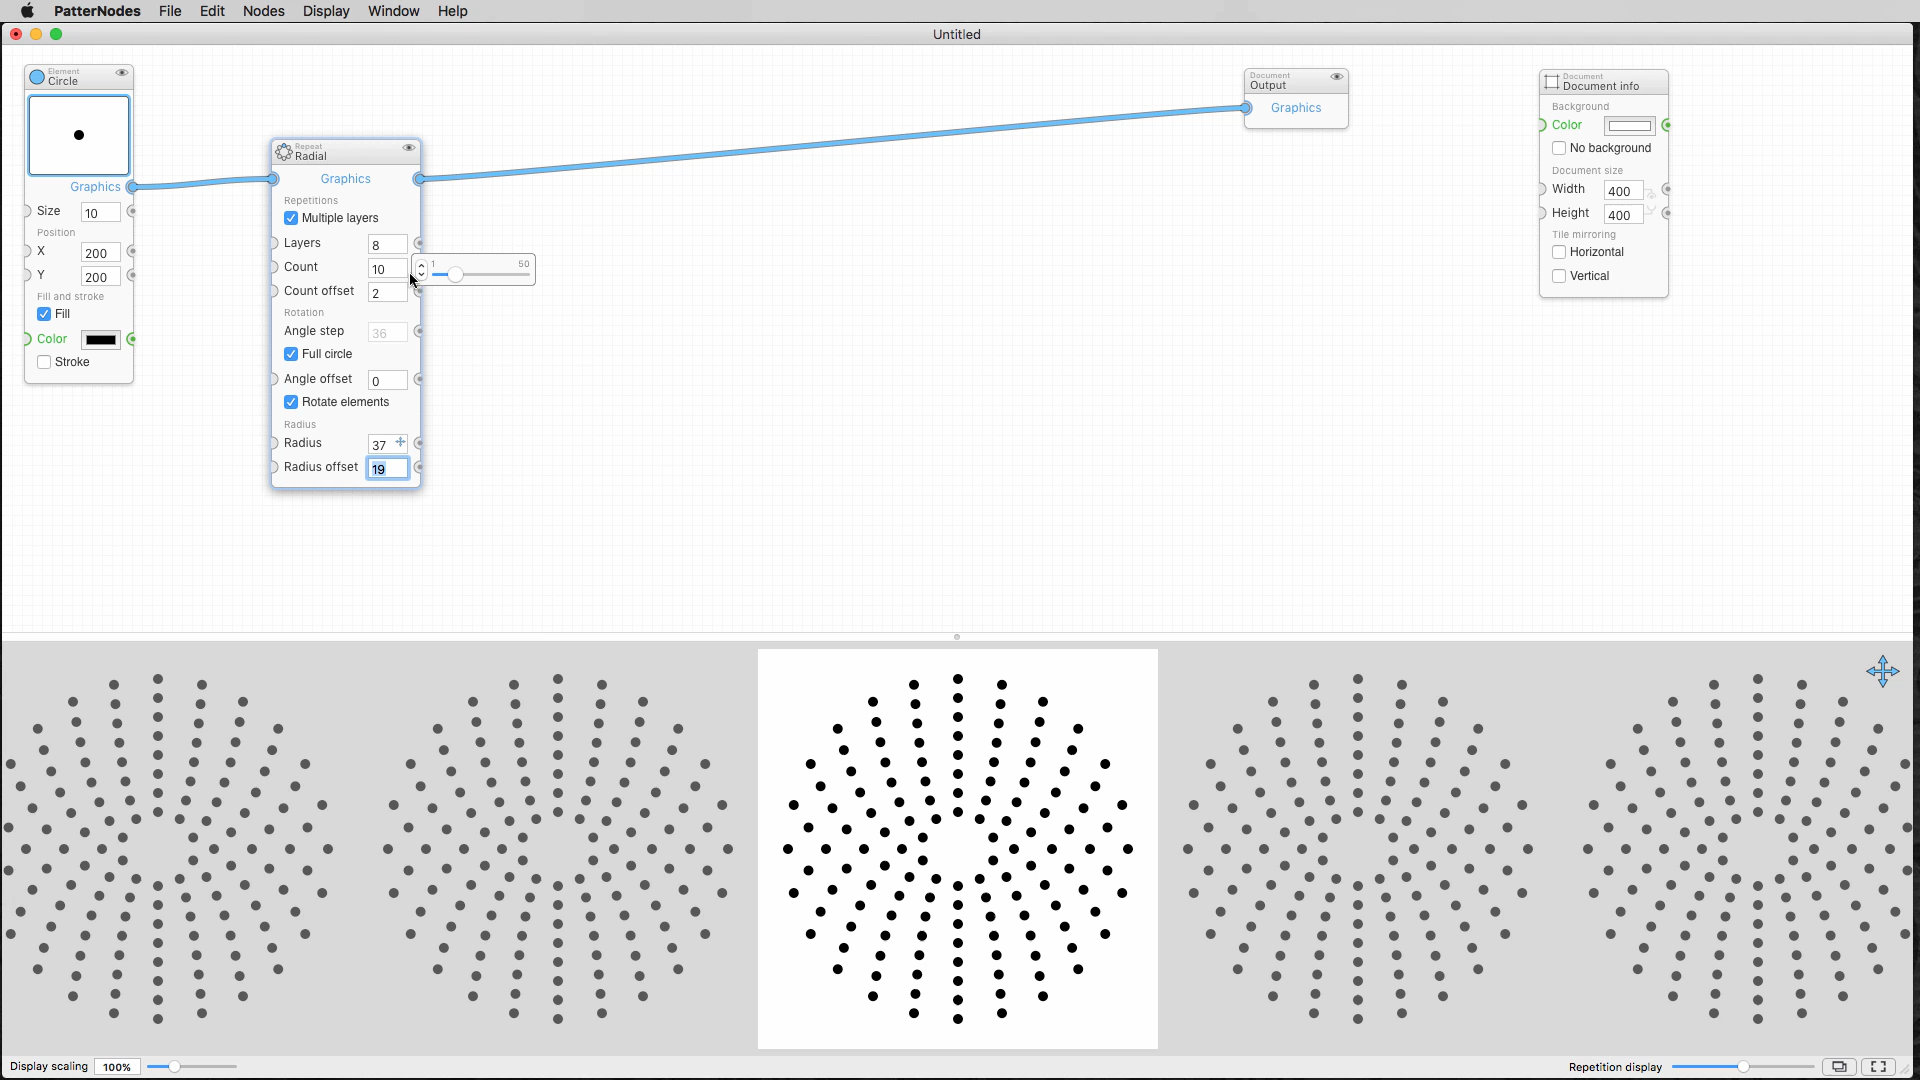 PatterNodes File Edit Nodes Display Window Help
Untitled
Element
Circle
Graphics
Size 10
Position
X 200
Y 200
Fill and stroke
Fill
Color
Stroke
Repeat
Radial
Graphics
Repetitions
Multiple layers
Layers 8
Count 10
1 50
Count offset 2
Rotation
Angle step 36
Full circle
Angle offset 0
Rotate elements
Radius
Radius 37
Radius offset 19
Document
Output
Graphics
Document
Document info
Background
Color
No background
Document size
Width 400
Height 400
Tile mirroring
Horizontal
Vertical
Display scaling 100%
Repetition display